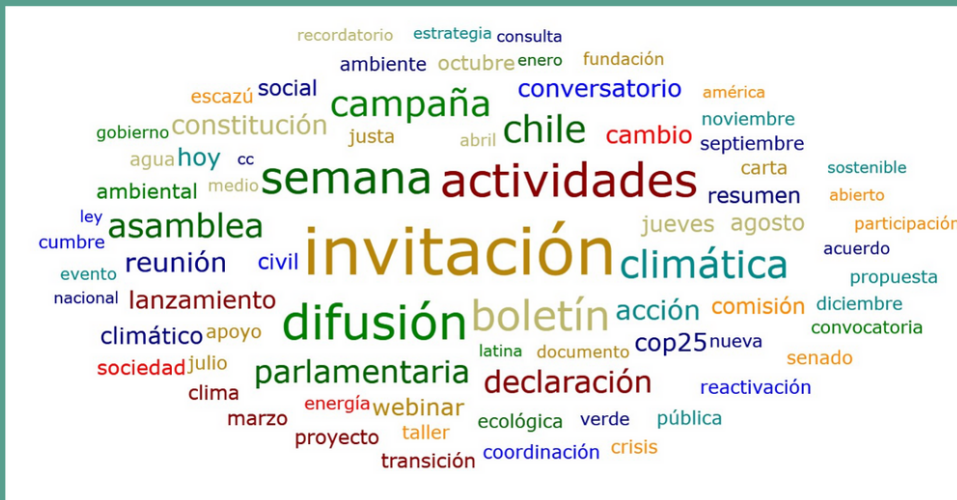 recordatorio estrategia consulta
ambiente octubre enero fundación
escazú social campaña conversatorio américa
gobierno constitución justa abril chile cambio noviembre septiembre
agua hoy cc semana actividades carta sostenible
ambiental medio resumen abierto
ley asamblea invitación jueves agosto participación
cumbre reunión civil climática acuerdo
evento propuesta
nacional lanzamiento difusión boletín acción comisión diciembre
climático apoyo latina documento cop25 nueva convocatoria
sociedad julio parlamentaria declaración senado
clima energía webinar reactivación
marzo proyecto taller ecológica verde pública
transición coordinación crisis